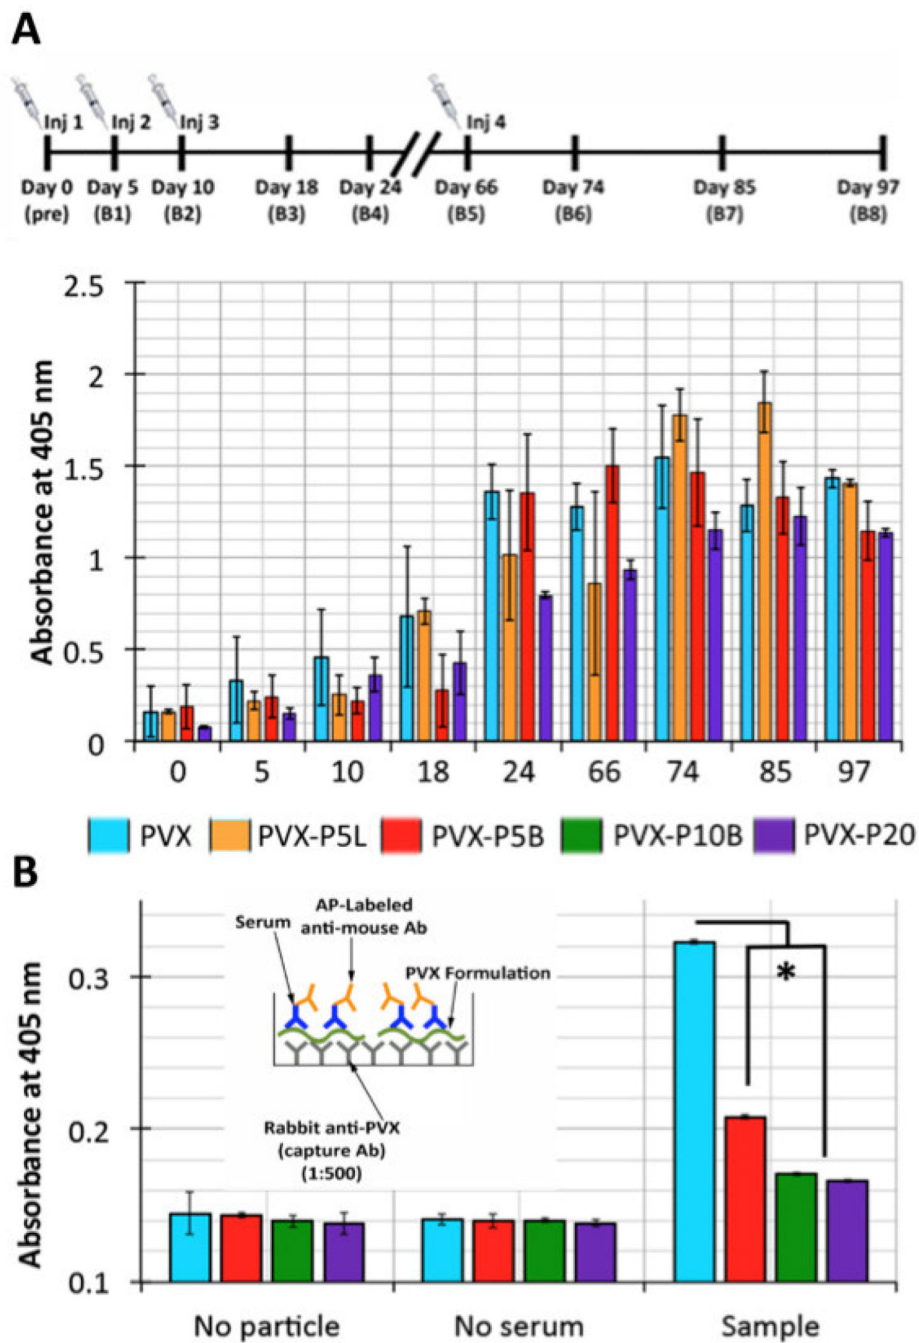 A
Inj 1 Inj 2 Inj 3 Inj 4
Day 0 Day 5 Day 10 Day 18 Day 24 Day 66 Day 74 Day 85 Day 97
(pre) (B1) (B2) (B3) (B4) (B5) (B6) (B7) (B8)
Absorbance at 405 nm
2.5
2
1.5
1
0.5
0
0 5 10 18 24 66 74 85 97
PVX PVX-P5L PVX-P5B PVX-P10B PVX-P20
B
Absorbance at 405 nm
0.3
0.2
0.1
Serum
AP-Labeled
anti-mouse Ab
PVX Formulation
Rabbit anti-PVX
(capture Ab)
(1:500)
*
No particle No serum Sample